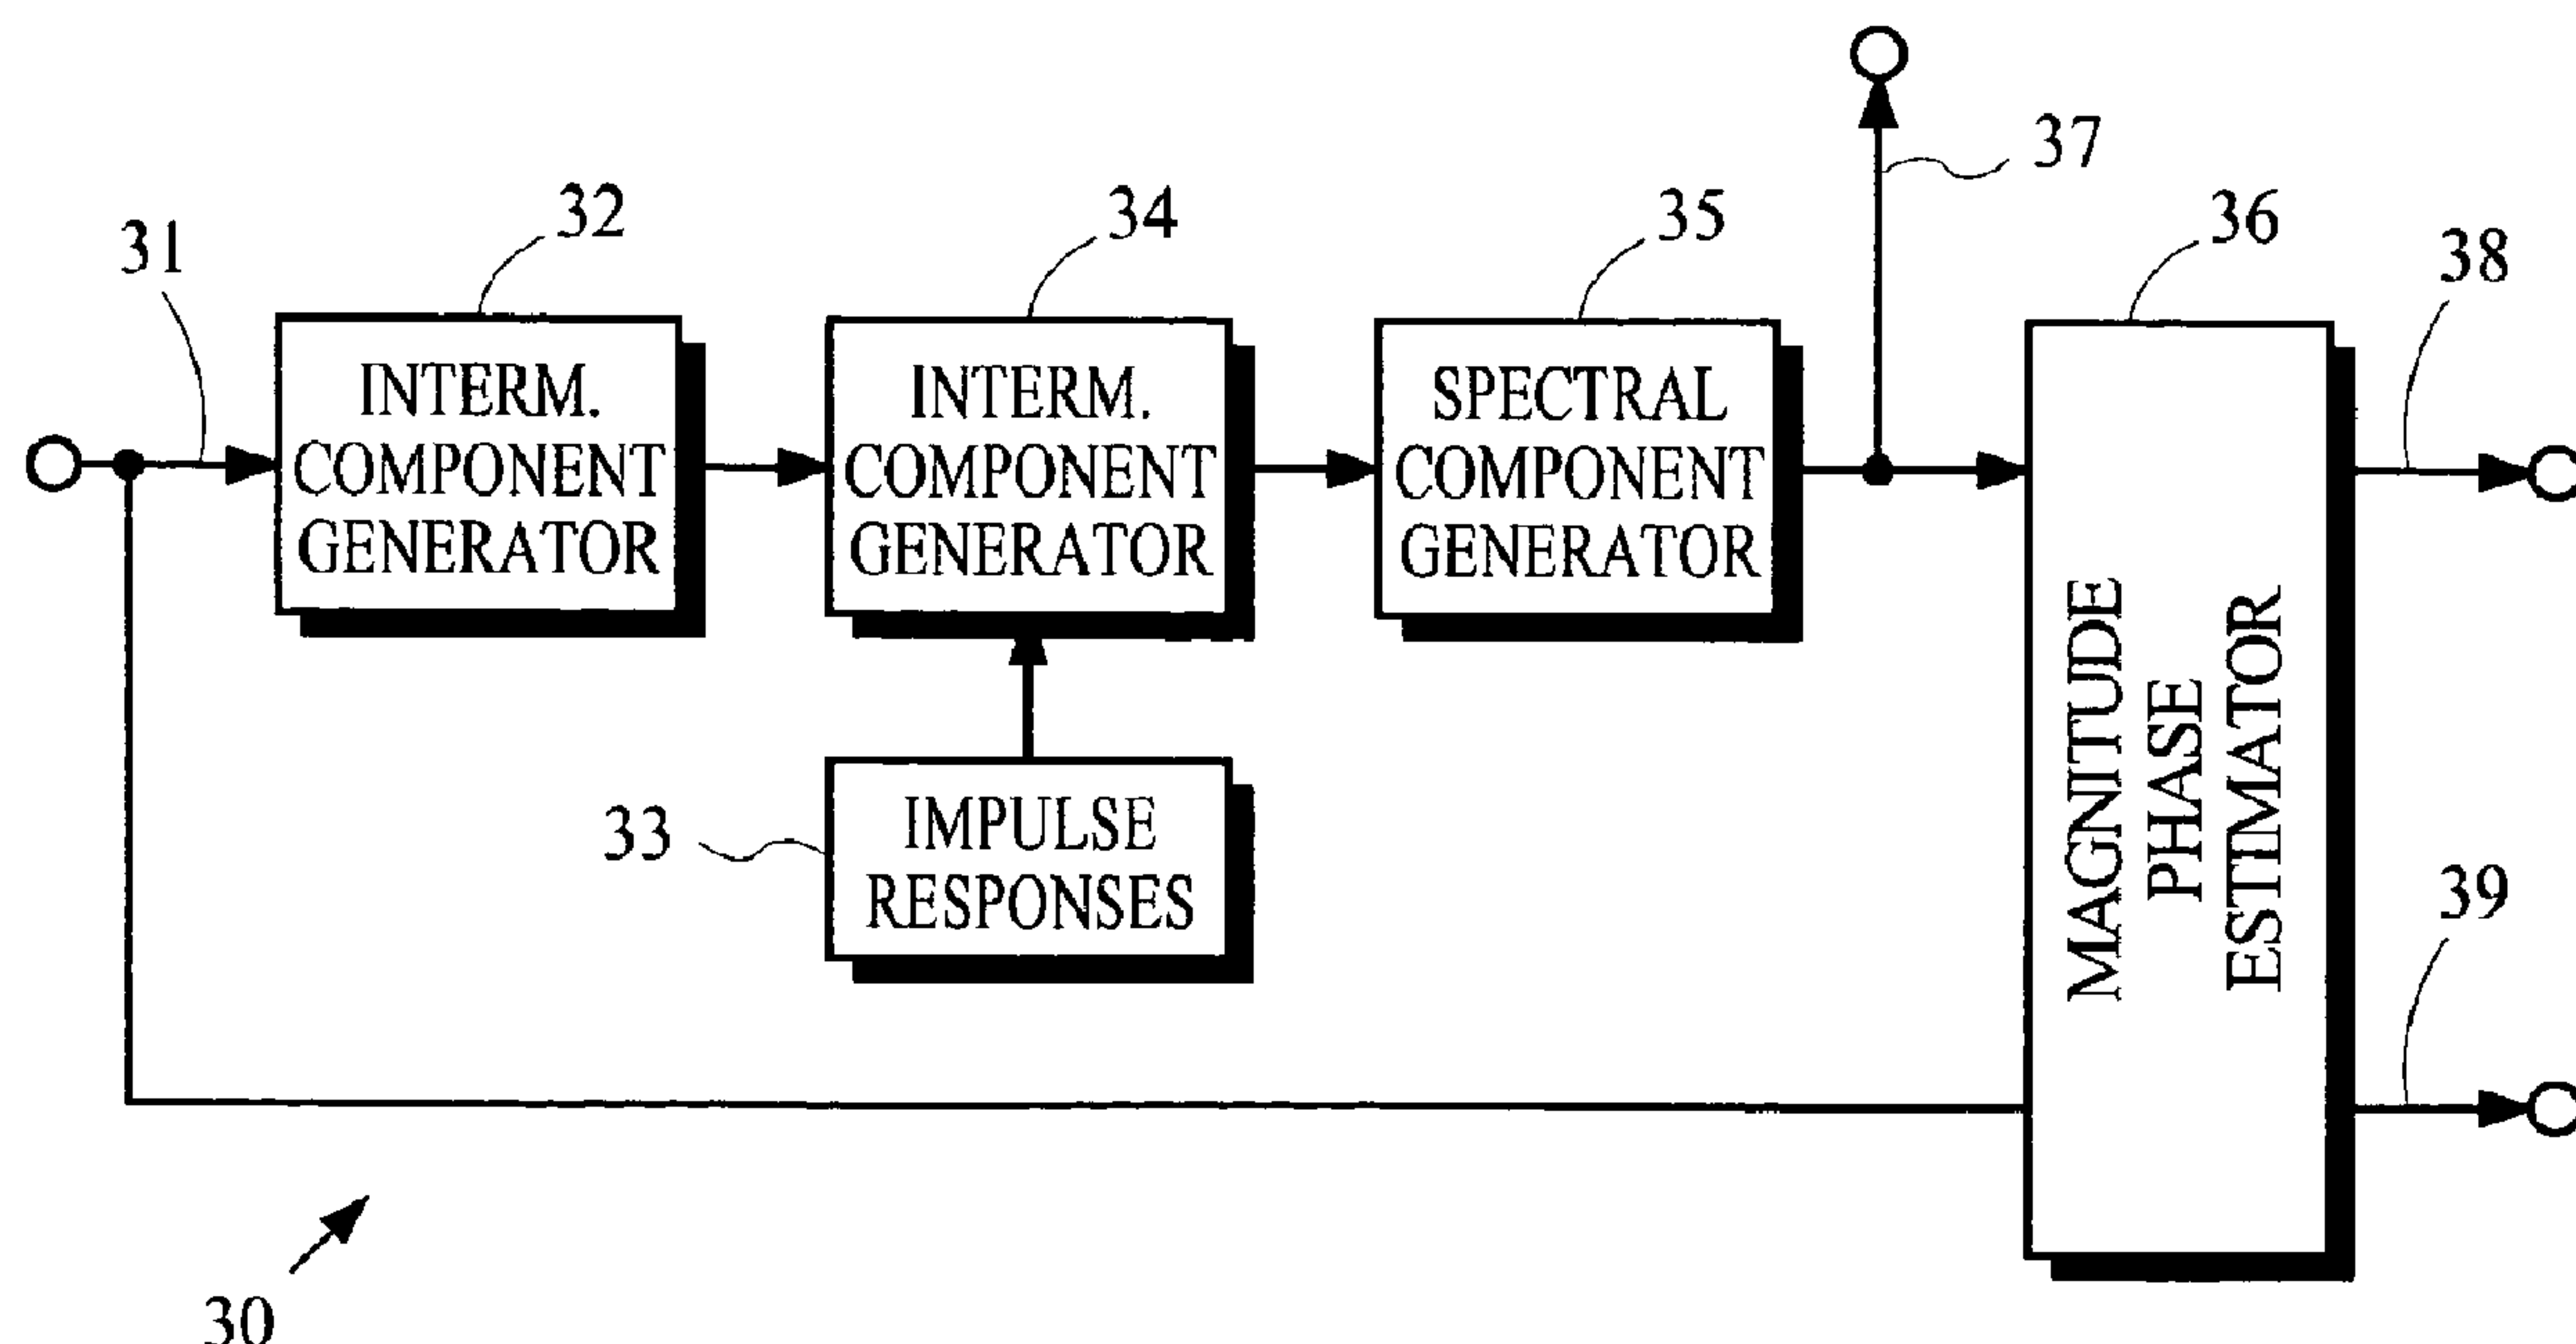 37
32
34
35
36
31
38
INTERM.
COMPONENT
GENERATOR
INTERM.
COMPONENT
GENERATOR
SPECTRAL
COMPONENT
GENERATOR
MAGNITUDE
PHASE
ESTIMATOR
33
IMPULSE
RESPONSES
39
30